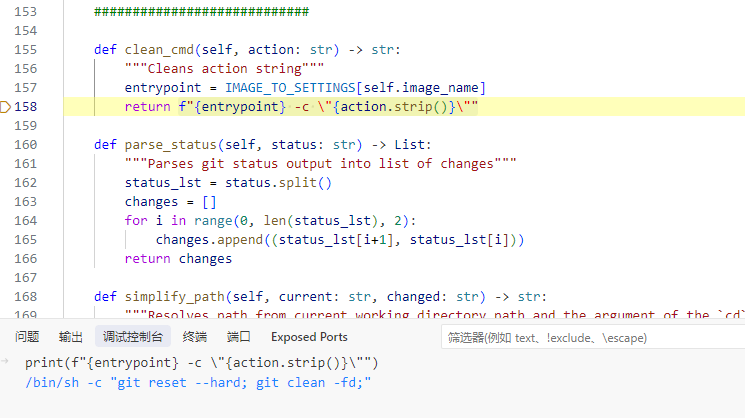 153 ############################
154
155 def clean_cmd(self, action: str) -> str:
156 """Cleans action string"""
157 entrypoint = IMAGE_TO_SETTINGS[self.image_name]
158 return f"{entrypoint} -c \"{action.strip()}\""
159
160 def parse_status(self, status: str) -> List:
161 """Parses git status output into list of changes"""
162 status_lst = status.split()
163 changes = []
164 for i in range(0, len(status_lst), 2):
165 changes.append((status_lst[i+1], status_lst[i]))
166 return changes
167
168 def simplify_path(self, current: str, changed: str) -> str:
169 """Resolves path from current working directory path and the argument of the `cd`
问题 输出 调试控制台 终端 端口 Exposed Ports 筛选器(例如 text、!exclude、\escape)
print(f"{entrypoint} -c \"{action.strip()}\"")
/bin/sh -c "git reset --hard; git clean -fd;"